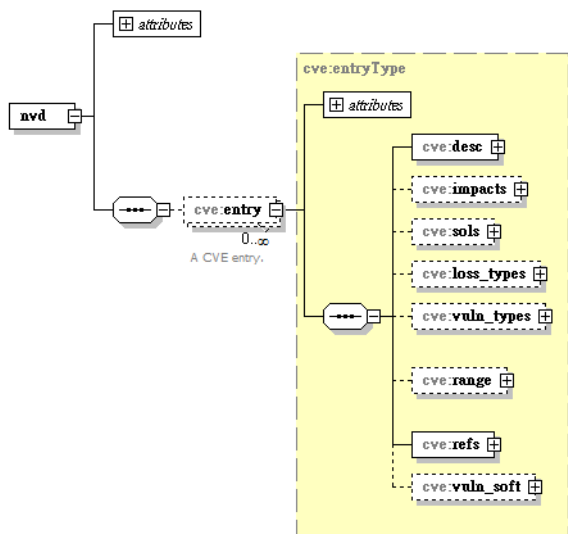 attributes
cve:entryType
nvd
attributes
cve:desc
cve:impacts
cve:entry
0..∞
A CVE entry.
cve:sols
cve:loss_types
cve:vuln_types
cve:range
cve:refs
cve:vuln_soft